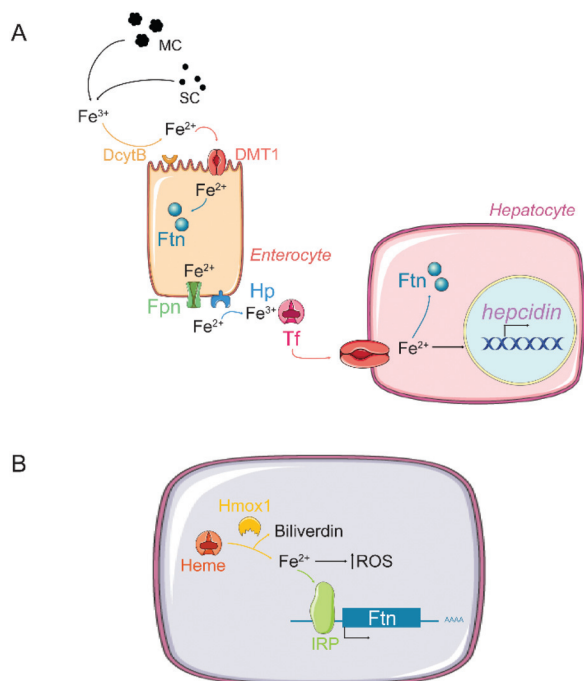 A
MC
SC
Fe³⁺
Fe²⁺
DcytB
DMT1
Fe²⁺
Ftn
Enterocyte
Fe²⁺
Fpn
Hp
Fe²⁺
Fe³⁺
Tf
Hepatocyte
Ftn
hepcidin
Fe²⁺
B
Hmox1
Biliverdin
Heme
Fe²⁺
↑ROS
Ftn
AAAA
IRP